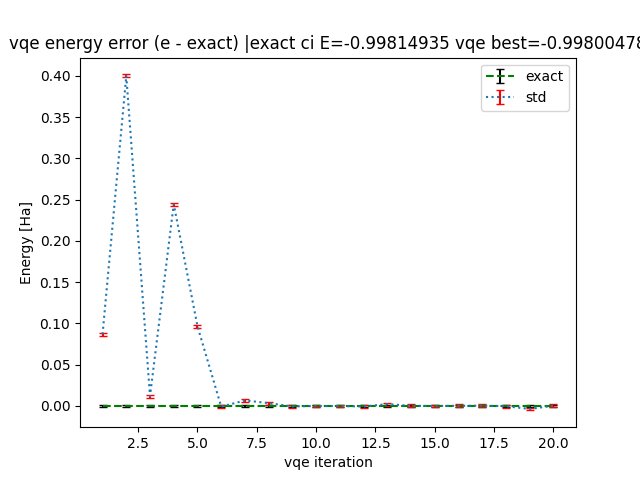 vqe energy error (e - exact) |exact ci E=-0.99814935 vqe best=-0.99800478
exact
std
0.40
0.35
0.30
0.25
0.20
0.15
0.10
0.05
0.00
Energy [Ha]
2.5 5.0 7.5 10.0 12.5 15.0 17.5 20.0
vqe iteration